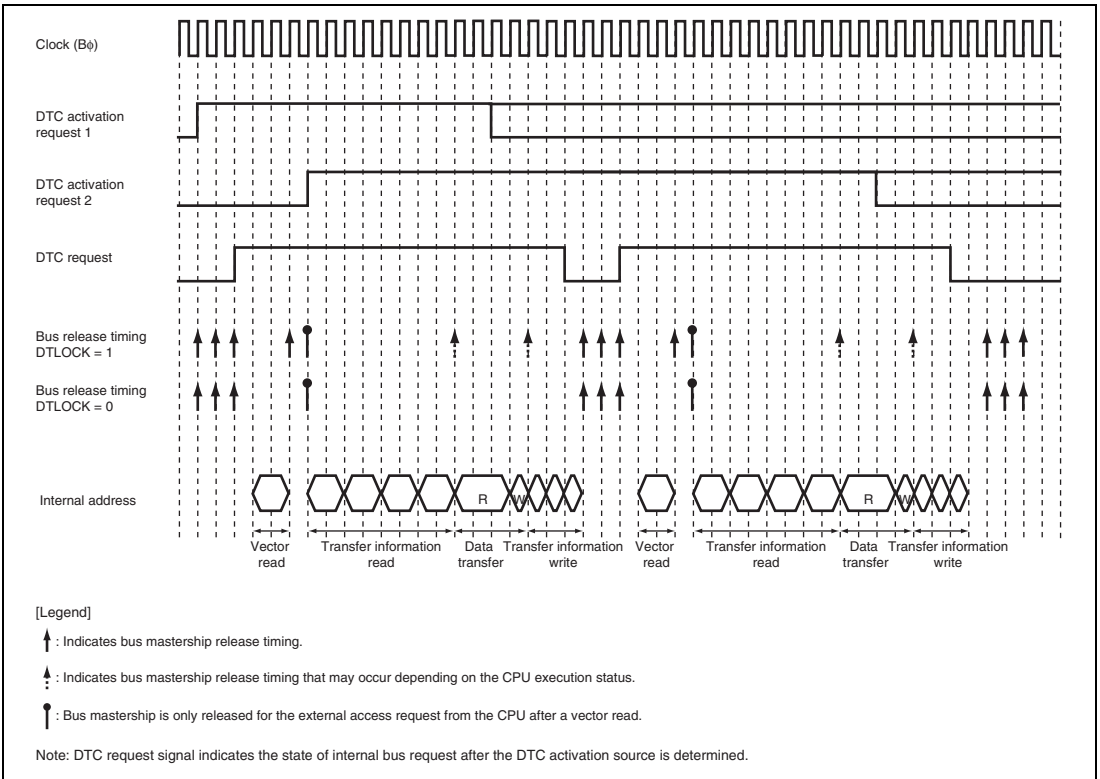 Clock (Bϕ)
DTC activation
request 1
DTC activation
request 2
DTC request
Bus release timing
DTLOCK = 1
Bus release timing
DTLOCK = 0
Internal address
R
W
R
W
Vector
read
Transfer information
read
Data
transfer
Transfer information
write
Vector
read
Transfer information
read
Data
transfer
Transfer information
write
[Legend]
: Indicates bus mastership release timing.
: Indicates bus mastership release timing that may occur depending on the CPU execution status.
: Bus mastership is only released for the external access request from the CPU after a vector read.
Note: DTC request signal indicates the state of internal bus request after the DTC activation source is determined.